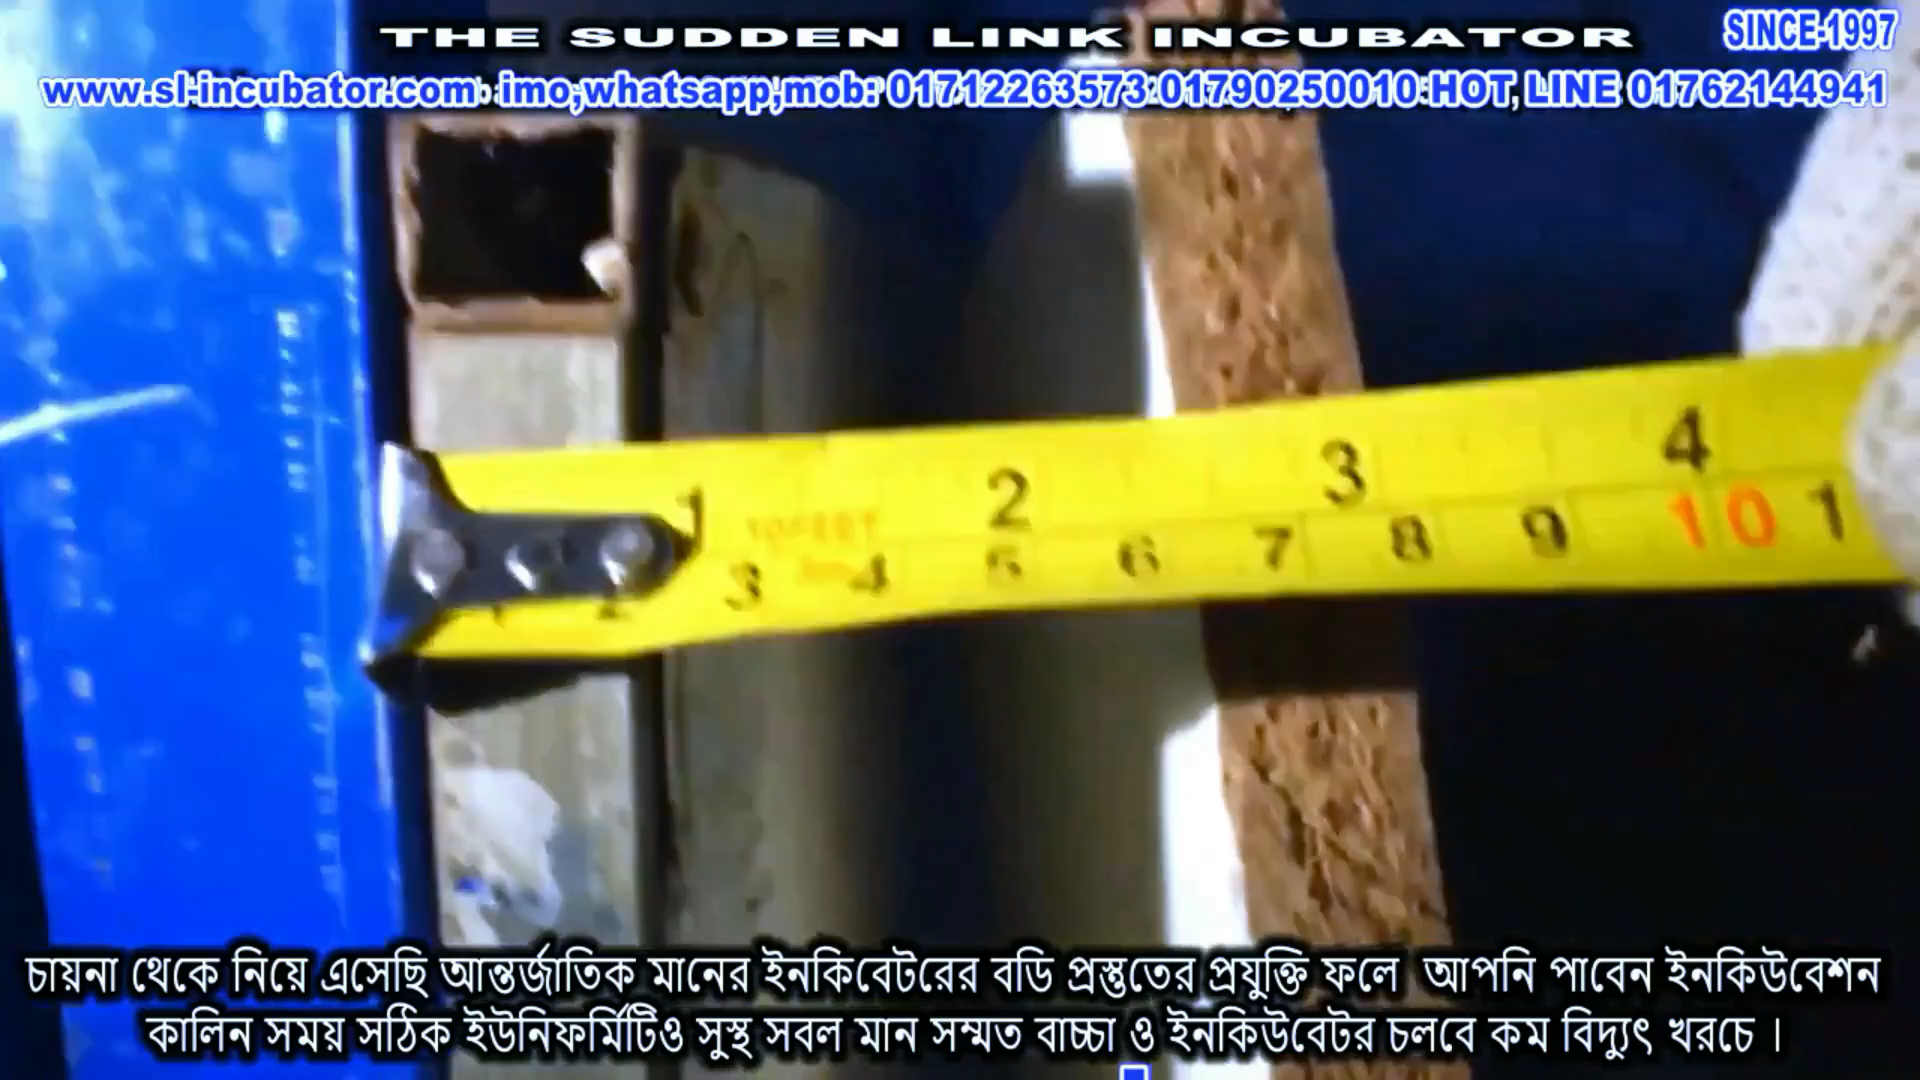 THE SUDDEN LINK INCUBATOR
SINCE-1997
www.sl-incubator.com imo,whatsapp,mob: 01712263573 01790250010 HOT, LINE 01762144941
1 2 3 4
1 2 3 4 5 6 7 8 9 10 1
চায়না থেকে নিয়ে এসেছি আন্তর্জাতিক মানের ইনকিবেটরের বডি প্রস্তুতের প্রযুক্তি ফলে আপনি পাবেন ইনকিউবেশন
কালিন সময় সঠিক ইউনিফর্মিটিও সুস্থ সবল মান সম্মত বাচ্চা ও ইনকিউবেটর চলবে কম বিদ্যুৎ খরচে ।